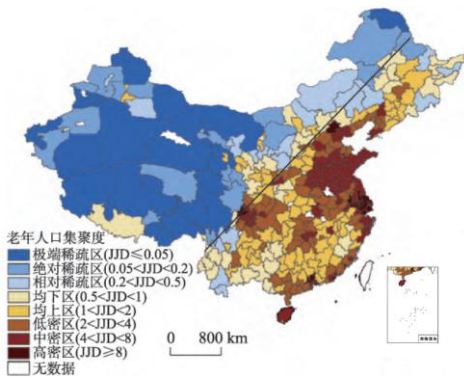 老年人口集聚度
极端稀疏区(JJD≤0.05)
绝对稀疏区(0.05<JJD<0.2)
相对稀疏区(0.2<JJD<0.5)
均下区(0.5<JJD<1)
均上区(1<JJD<2)
低密区(2<JJD<4)
中密区(4<JJD<8)
高密区(JJD≥8)
无数据
0 800 km